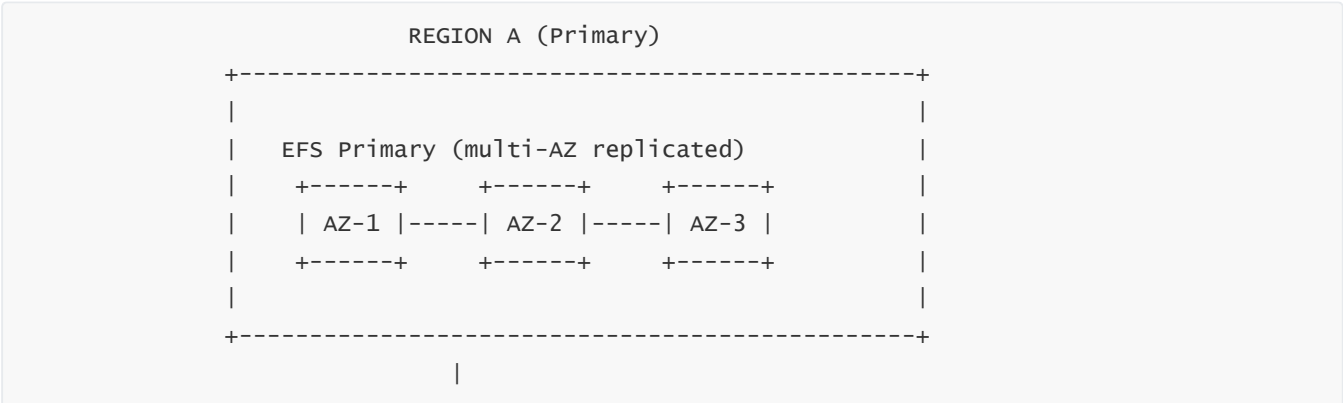 REGION A (Primary)
+------------------------------------------------+
|                                                |
|   EFS Primary (multi-AZ replicated)            |
|    +------+     +------+     +------+          |
|    | AZ-1 |-----| AZ-2 |-----| AZ-3 |          |
|    +------+     +------+     +------+          |
|                                                |
+------------------------------------------------+
|